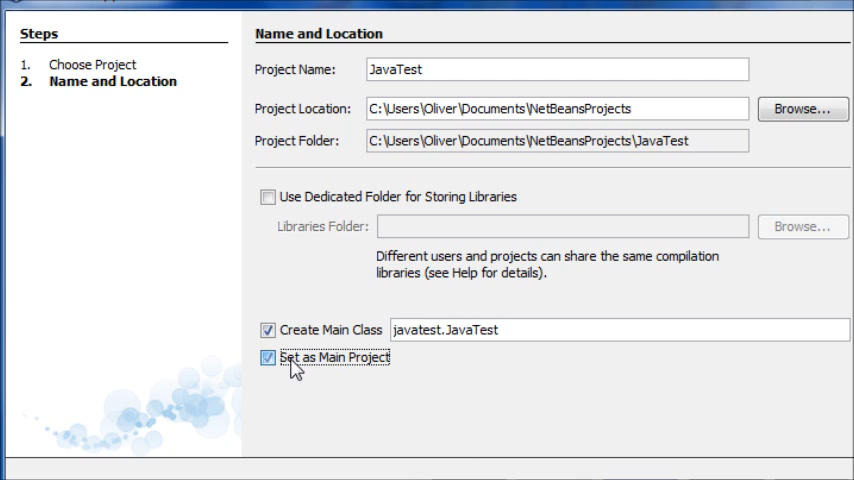 Steps
1. Choose Project
2. Name and Location
Name and Location
Project Name: JavaTest
Project Location: C:\Users\Oliver\Documents\NetBeansProjects Browse...
Project Folder: C:\Users\Oliver\Documents\NetBeansProjects\JavaTest
Use Dedicated Folder for Storing Libraries
Libraries Folder: Browse...
Different users and projects can share the same compilation
libraries (see Help for details).
Create Main Class javatest.JavaTest
Set as Main Project